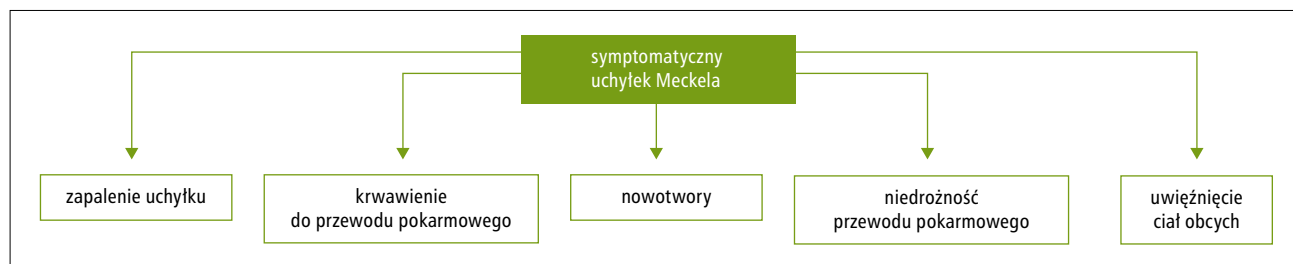 symptomatyczny
uchyłek Meckela
zapalenie uchyłku
krwawienie
do przewodu pokarmowego
nowotwory
niedrożność
przewodu pokarmowego
uwięźnięcie
ciał obcych